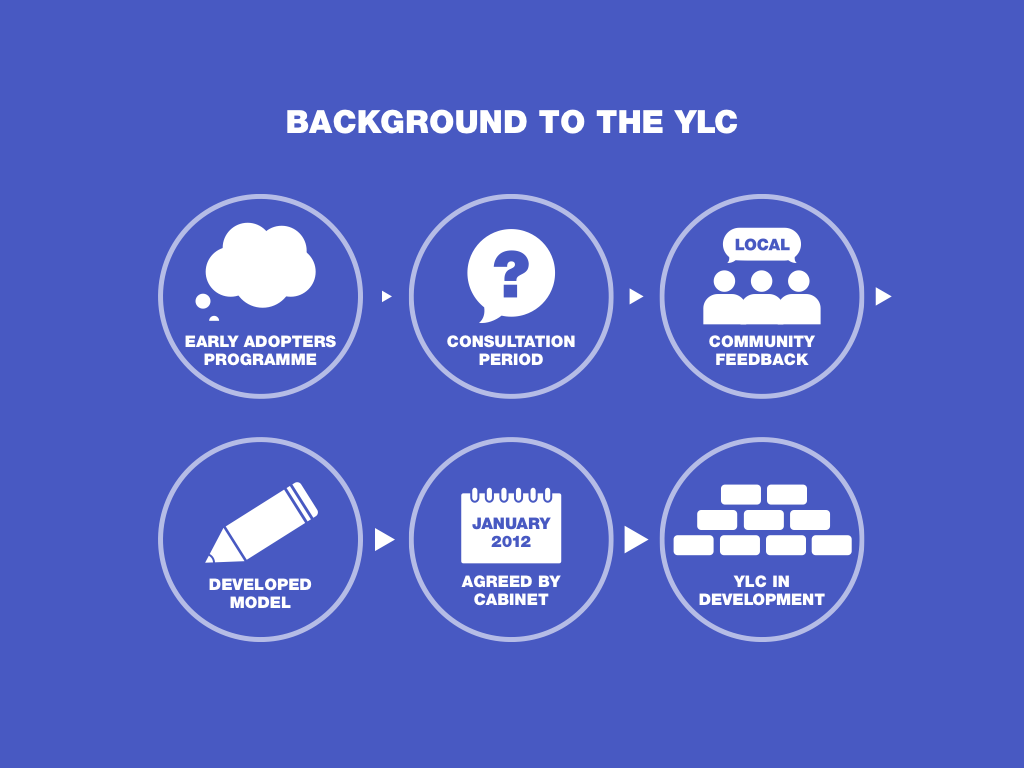 BACKGROUND TO THE YLC
EARLY ADOPTERS
PROGRAMME
?
CONSULTATION
PERIOD
LOCAL
COMMUNITY
FEEDBACK
DEVELOPED
MODEL
JANUARY
2012
AGREED BY
CABINET
YLC IN
DEVELOPMENT